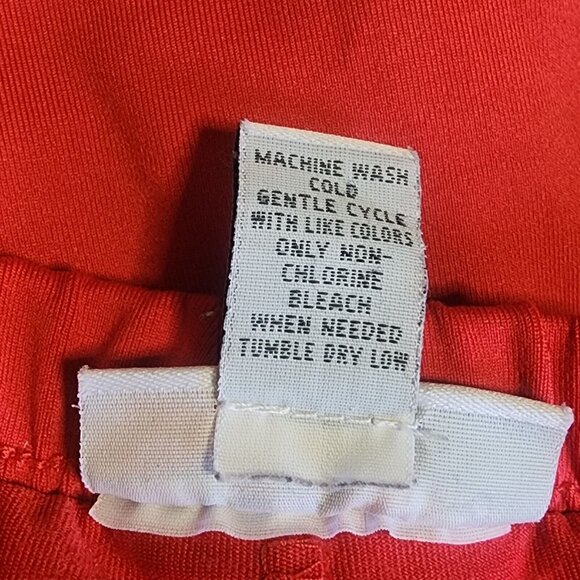 MACHINE WASH
COLD
GENTLE CYCLE
WITH LIKE COLORS
ONLY NON-
CHLORINE
BLEACH
WHEN NEEDED
TUMBLE DRY LOW